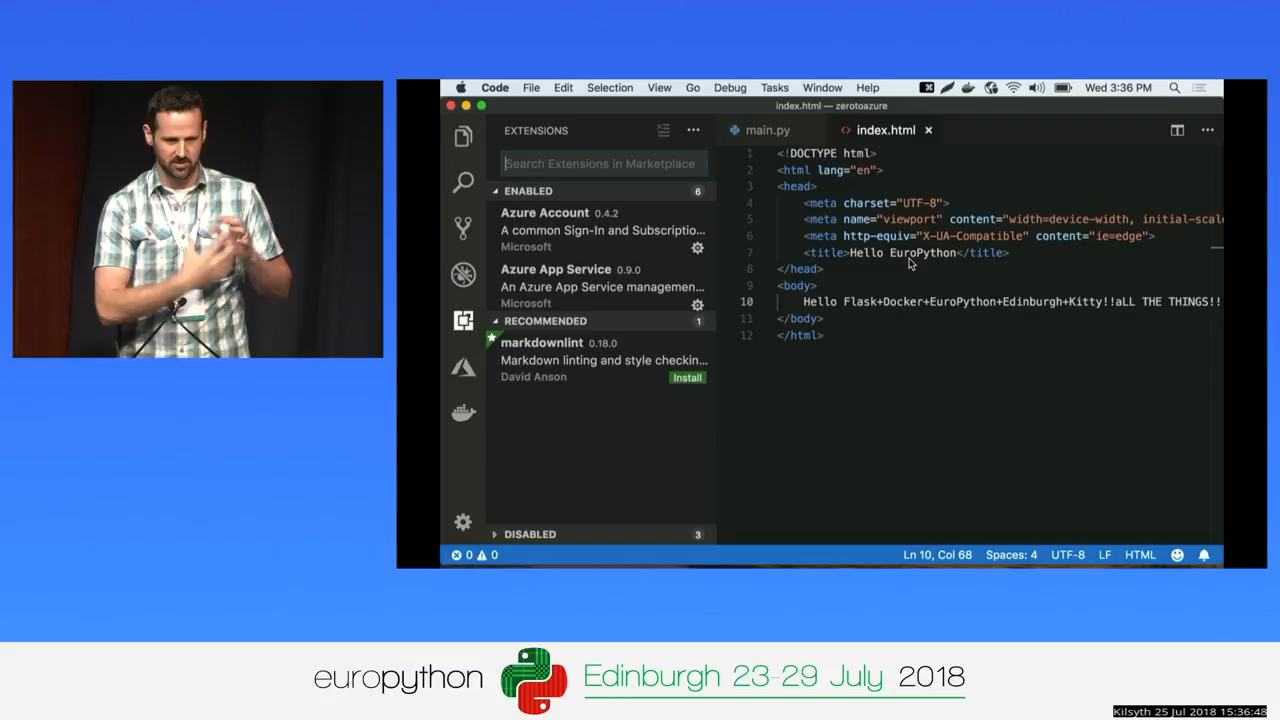 Code File Edit Selection View Go Debug Tasks Window Help Wed 3:36 PM
index.html — zerotoazure
EXTENSIONS
Search Extensions in Marketplace
ENABLED 6
Azure Account 0.4.2
A common Sign-In and Subscriptio...
Microsoft
Azure App Service 0.9.0
An Azure App Service managemen...
Microsoft
RECOMMENDED 1
markdownlint 0.18.0
Markdown linting and style checkin...
David Anson Install
DISABLED 3
main.py index.html
1 <!DOCTYPE html>
2 <html lang="en">
3 <head>
4 <meta charset="UTF-8">
5 <meta name="viewport" content="width=device-width, initial-scale
6 <meta http-equiv="X-UA-Compatible" content="ie=edge">
7 <title>Hello EuroPython</title>
8 </head>
9 <body>
10 Hello Flask+Docker+EuroPython+Edinburgh+Kitty!!aLL THE THINGS!!
11 </body>
12 </html>
0 0 Ln 10, Col 68 Spaces: 4 UTF-8 LF HTML
europython Edinburgh 23-29 July 2018
Kilsyth 25 Jul 2018 15:36:48